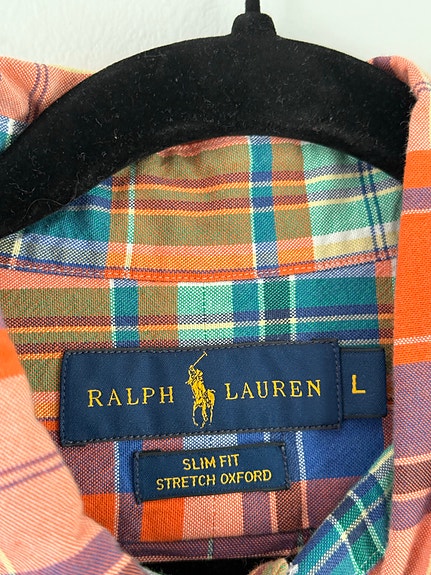 RALPH LAUREN L
SLIM FIT
STRETCH OXFORD